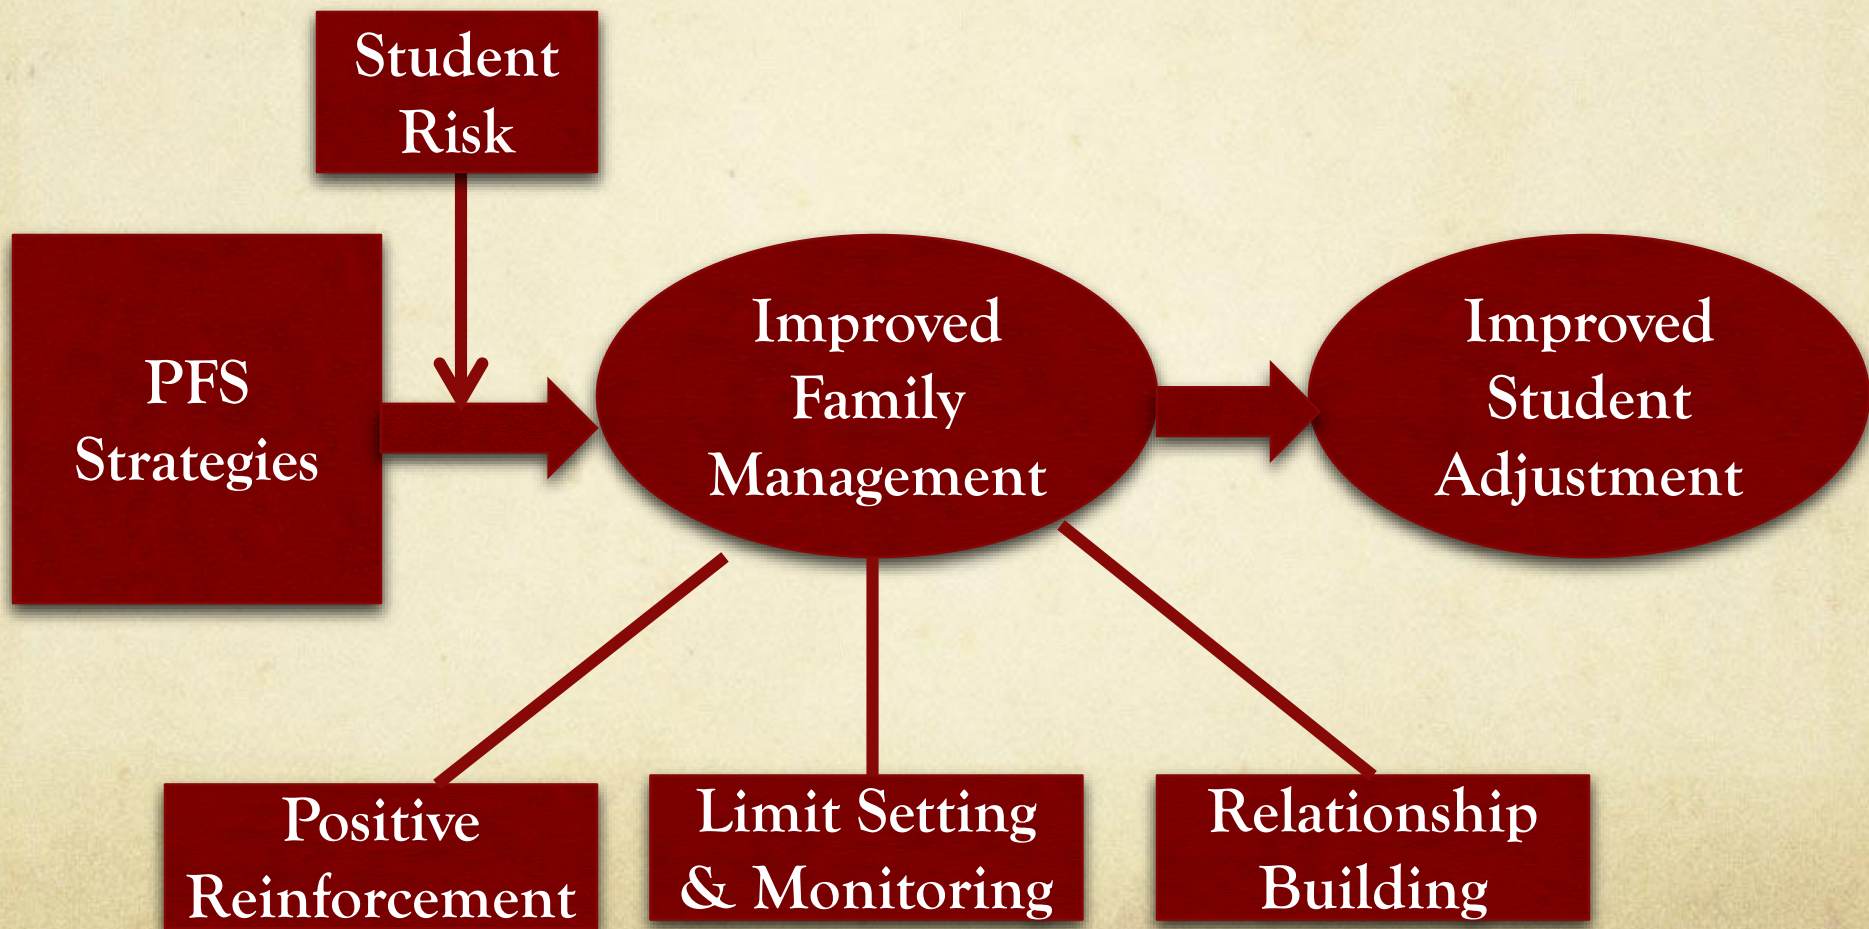 Student
Risk
PFS
Strategies
Improved
Family
Management
Improved
Student
Adjustment
Positive
Reinforcement
Limit Setting
& Monitoring
Relationship
Building